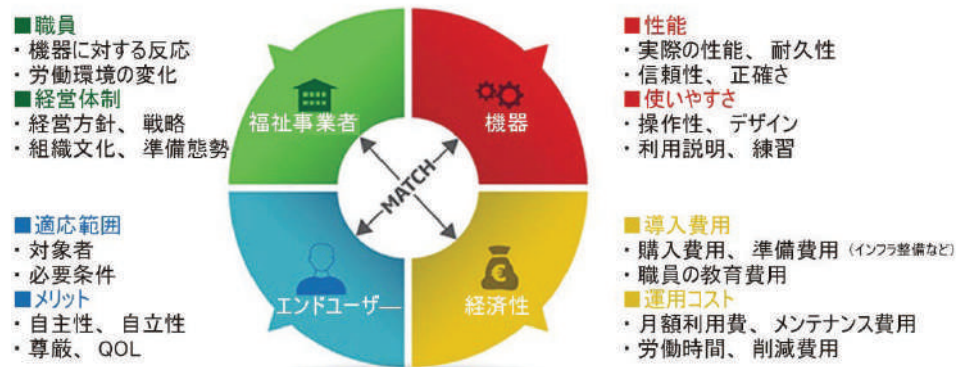 ■職員
・機器に対する反応
・労働環境の変化
■経営体制
・経営方針、戦略
・組織文化、準備態勢
■適応範囲
・対象者
・必要条件
■メリット
・自主性、自立性
・尊厳、QOL
福祉事業者
機器
MATCH
エンドユーザー
経済性
■性能
・実際の性能、耐久性
・信頼性、正確さ
■使いやすさ
・操作性、デザイン
・利用説明、練習
■導入費用
・購入費用、準備費用（インフラ整備など）
・職員の教育費用
■運用コスト
・月額利用費、メンテナンス費用
・労働時間、削減費用